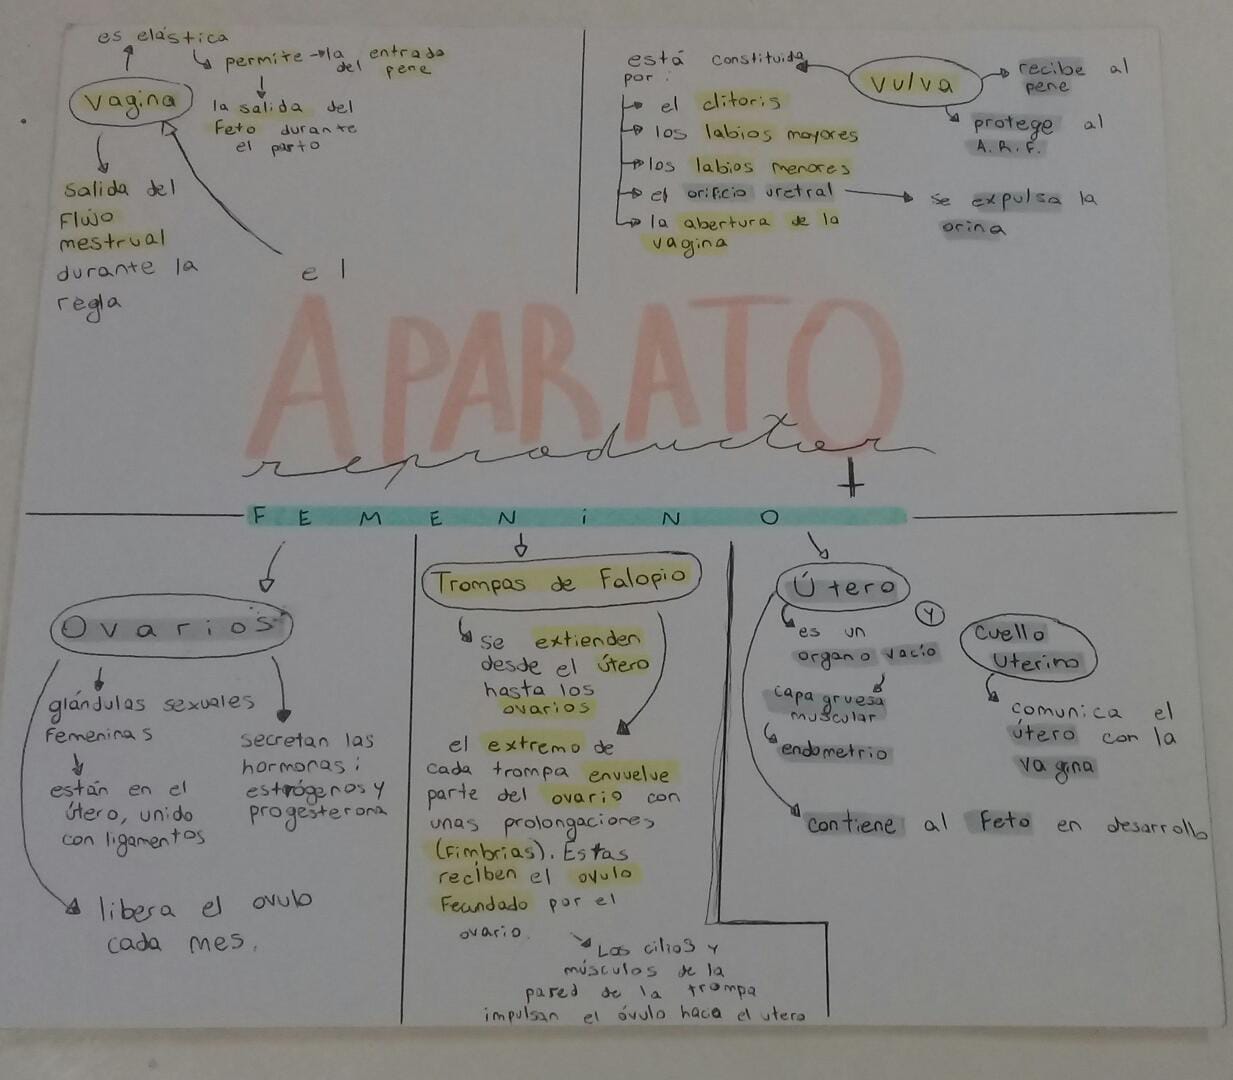 es elástica
permite la entrada
del pene
vagina
la salida del
feto durante
el parto
salida del
flujo
mestrual
durante la
regla
está constituida
por:
vulva
recibe al
pene
protege al
A. R. F.
el clitoris
los labios mayores
los labios menores
el orificio uretral
la abertura de la
vagina
se expulsa la
orina
el
APARATO
reproductor
FEMENiNO
Ovarios
glándulas sexuales
femeninas
están en el
útero, unido
con ligamentos
secretan las
hormonas:
estrógenos y
progesterona
libera el ovulo
cada mes.
Trompas de Falopio
se extienden
desde el útero
hasta los
ovarios
el extremo de
cada trompa envuelve
parte del ovario con
unas prolongaciones
(fimbrias). Estas
reciben el ovulo
fecundado por el
ovario.
Los cilios y
músculos de la
pared de la trompa
impulsan el óvulo haca el utero
Útero
y
es un
organo vacío
capa gruesa
muscular
endometrio
cuello
uterino
comunica el
útero con la
vagina
contiene al feto en desarrollo